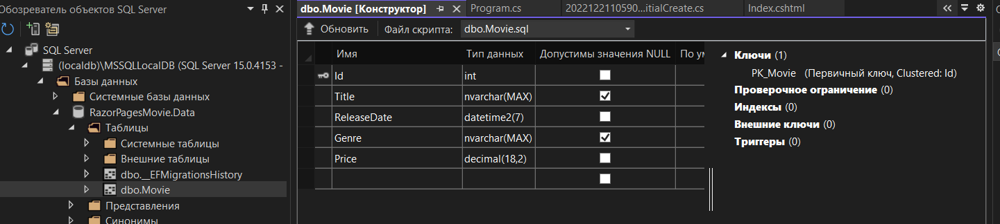 Обозреватель объектов SQL Server
SQL Server
(localdb)\MSSQLLocalDB (SQL Server 15.0.4153 -
Базы данных
Системные базы данных
RazorPagesMovie.Data
Таблицы
Системные таблицы
Внешние таблицы
dbo.__EFMigrationsHistory
dbo.Movie
Представления
Синонимы
dbo.Movie [Конструктор] Program.cs 2022122110590...itialCreate.cs Index.cshtml
Обновить Файл скрипта: dbo.Movie.sql
Имя Тип данных Допустимы значения NULL По ум
Id int
Title nvarchar(MAX)
ReleaseDate datetime2(7)
Genre nvarchar(MAX)
Price decimal(18,2)
Ключи (1)
PK_Movie (Первичный ключ, Clustered: Id)
Проверочное ограничение (0)
Индексы (0)
Внешние ключи (0)
Триггеры (0)